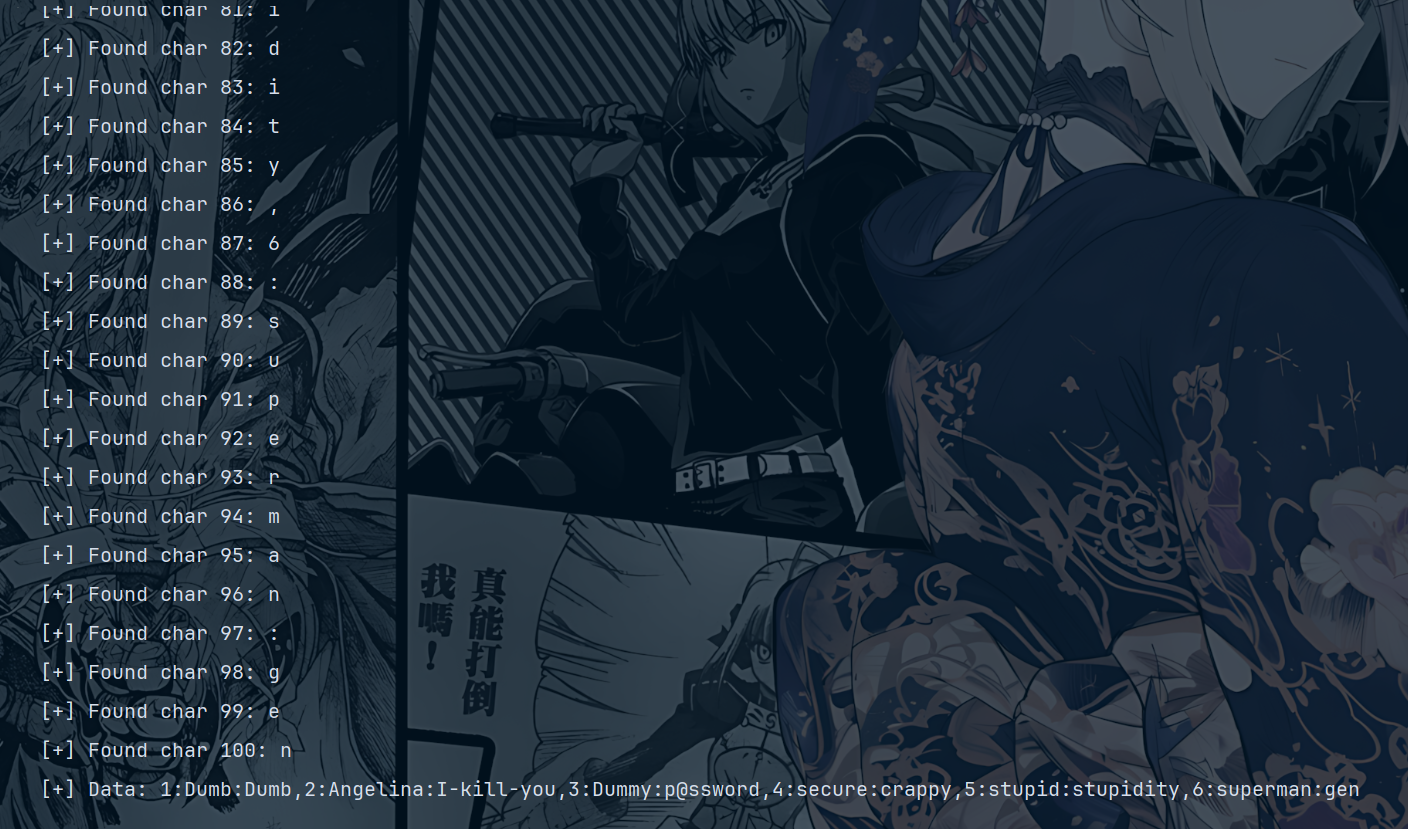 [+] Found char 81: i
[+] Found char 82: d
[+] Found char 83: i
[+] Found char 84: t
[+] Found char 85: y
[+] Found char 86: ,
[+] Found char 87: 6
[+] Found char 88: :
[+] Found char 89: s
[+] Found char 90: u
[+] Found char 91: p
[+] Found char 92: e
[+] Found char 93: r
[+] Found char 94: m
[+] Found char 95: a
[+] Found char 96: n
[+] Found char 97: :
[+] Found char 98: g
[+] Found char 99: e
[+] Found char 100: n
[+] Data: 1:Dumb:Dumb,2:Angelina:I-kill-you,3:Dummy:p@ssword,4:secure:crappy,5:stupid:stupidity,6:superman:gen
真能打倒
我嗎！